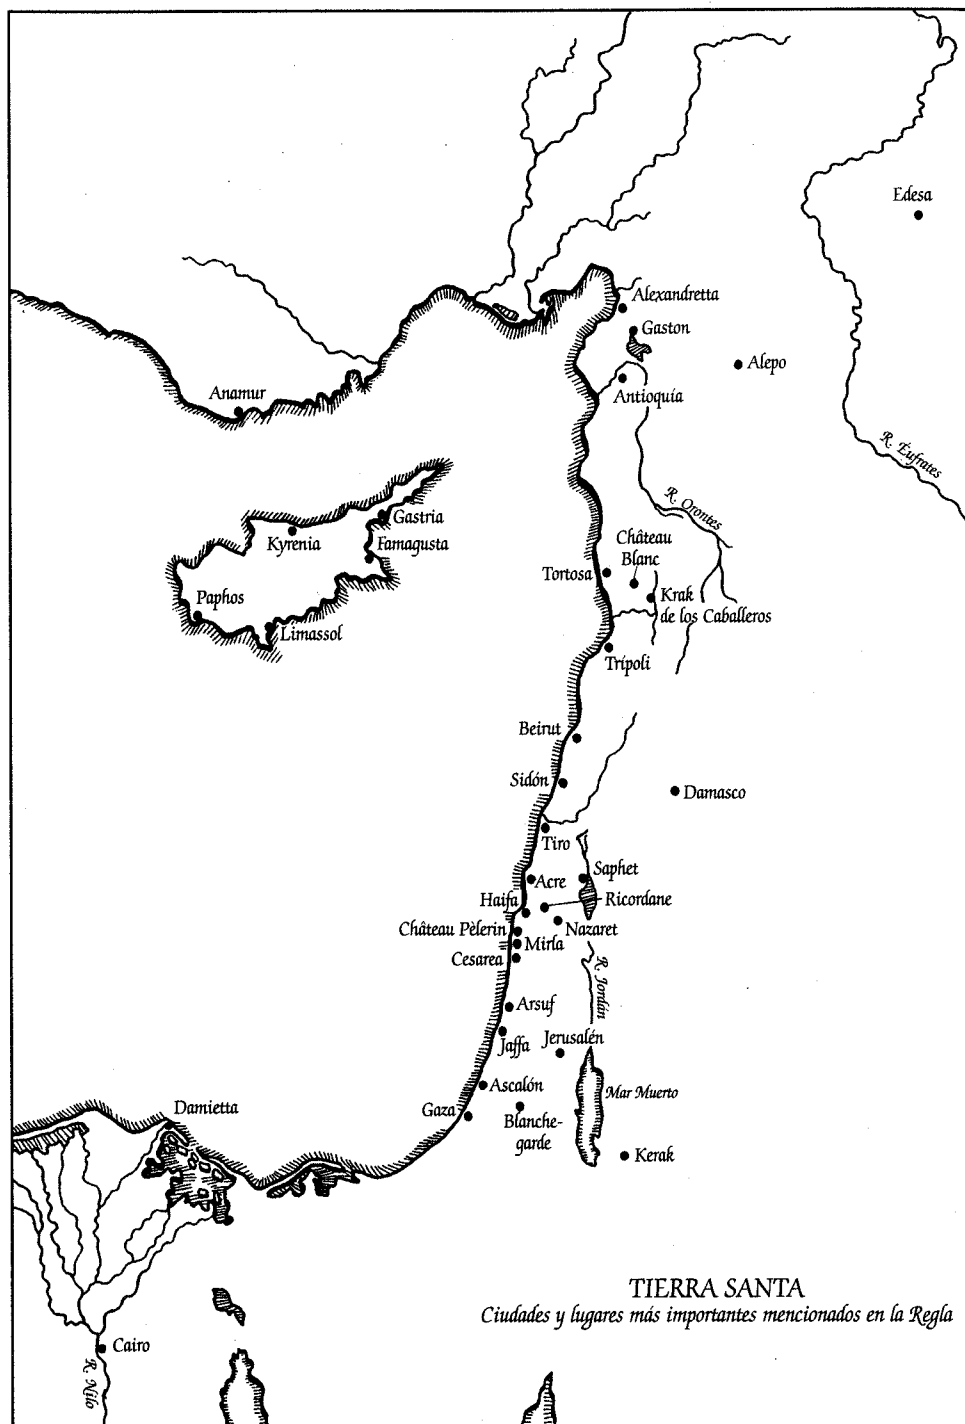 Edesa
Alexandretta
Gaston
Alepo
Antioquía
Anamur
R. Éufrates
R. Orontes
Gastria
Kyrenia
Famagusta
Château
Blanc
Tortosa
Krak
de los Caballeros
Paphos
Limassol
Trípoli
Beirut
Sidón
Damasco
Tiro
Saphet
Acre
Haifa
Ricordane
Château Pèlerin
Nazaret
Mirla
Cesarea
R. Jordán
Arsuf
Jaffa
Jerusalén
Ascalón
Mar Muerto
Gaza
Blanche-
garde
Damietta
Kerak
TIERRA SANTA
Ciudades y lugares más importantes mencionados en la Regla
Cairo
R. Nilo